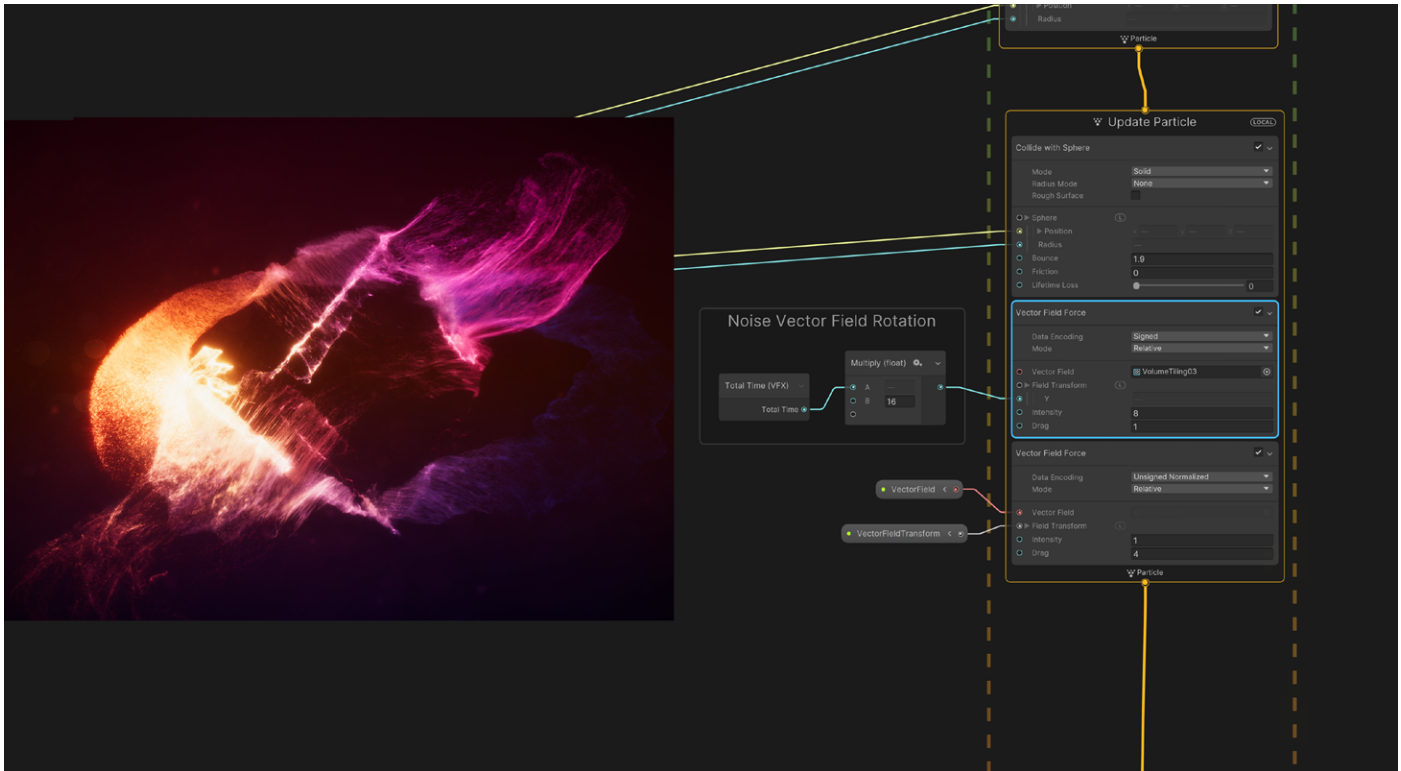 Position
Radius
Particle
Update Particle
LOCAL
Collide with Sphere
Mode Solid
Radius Mode None
Rough Surface
Sphere L
Position
Radius
Bounce 1.9
Friction 0
Lifetime Loss 0
Noise Vector Field Rotation
Total Time (VFX)
Total Time
Multiply (float)
A
B 16
Vector Field Force
Data Encoding Signed
Mode Relative
Vector Field VolumeTiling03
Field Transform L
Y
Intensity 8
Drag 1
Vector Field Force
Data Encoding Unsigned Normalized
Mode Relative
VectorField
Vector Field
VectorFieldTransform
Field Transform L
Intensity 1
Drag 4
Particle